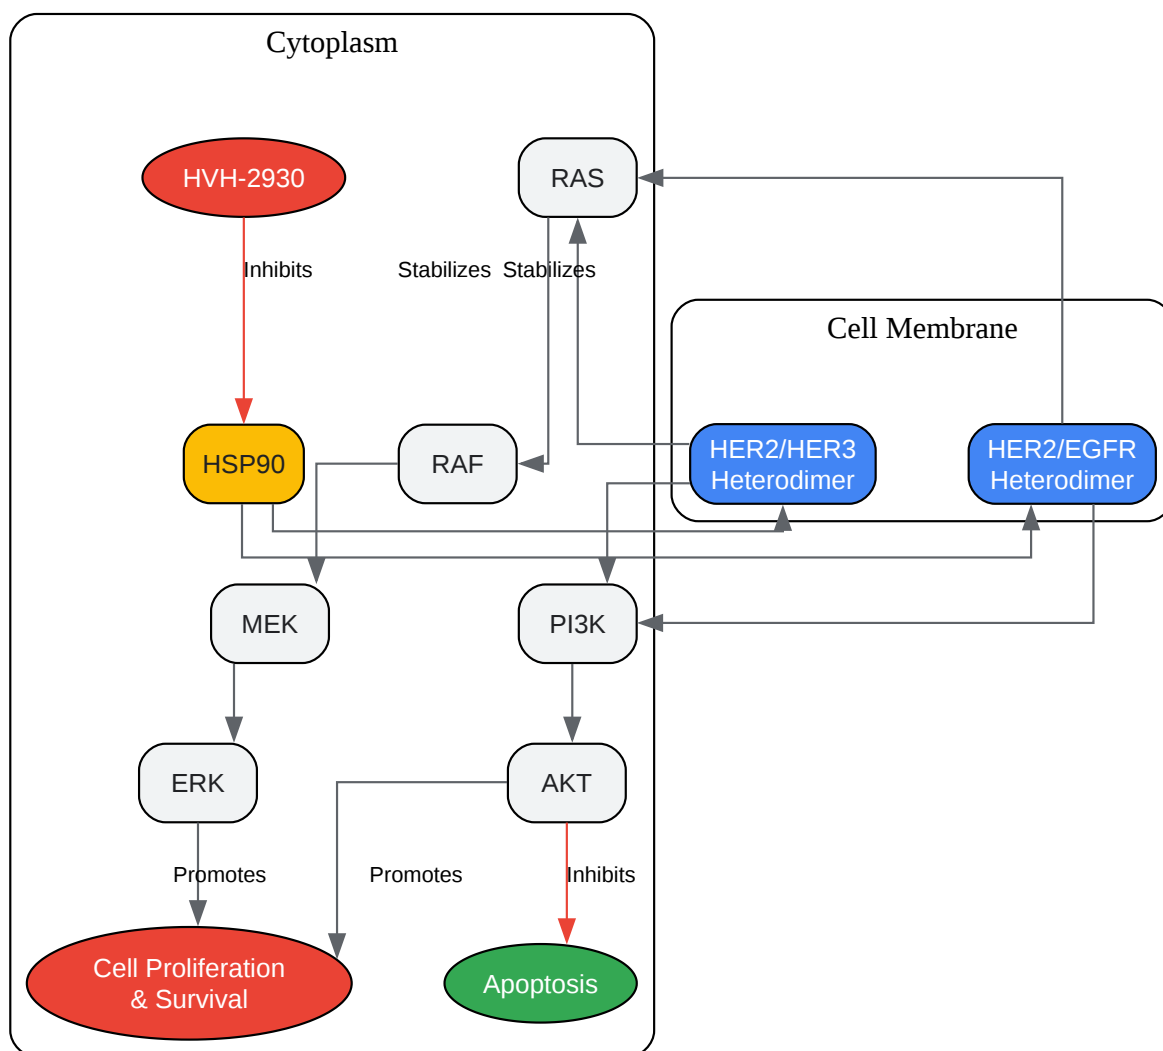 Cytoplasm
HVH-2930
RAS
Inhibits
Stabilizes
Stabilizes
Cell Membrane
HSP90
RAF
HER2/HER3
Heterodimer
HER2/EGFR
Heterodimer
MEK
PI3K
ERK
AKT
Promotes
Promotes
Inhibits
Cell Proliferation
& Survival
Apoptosis